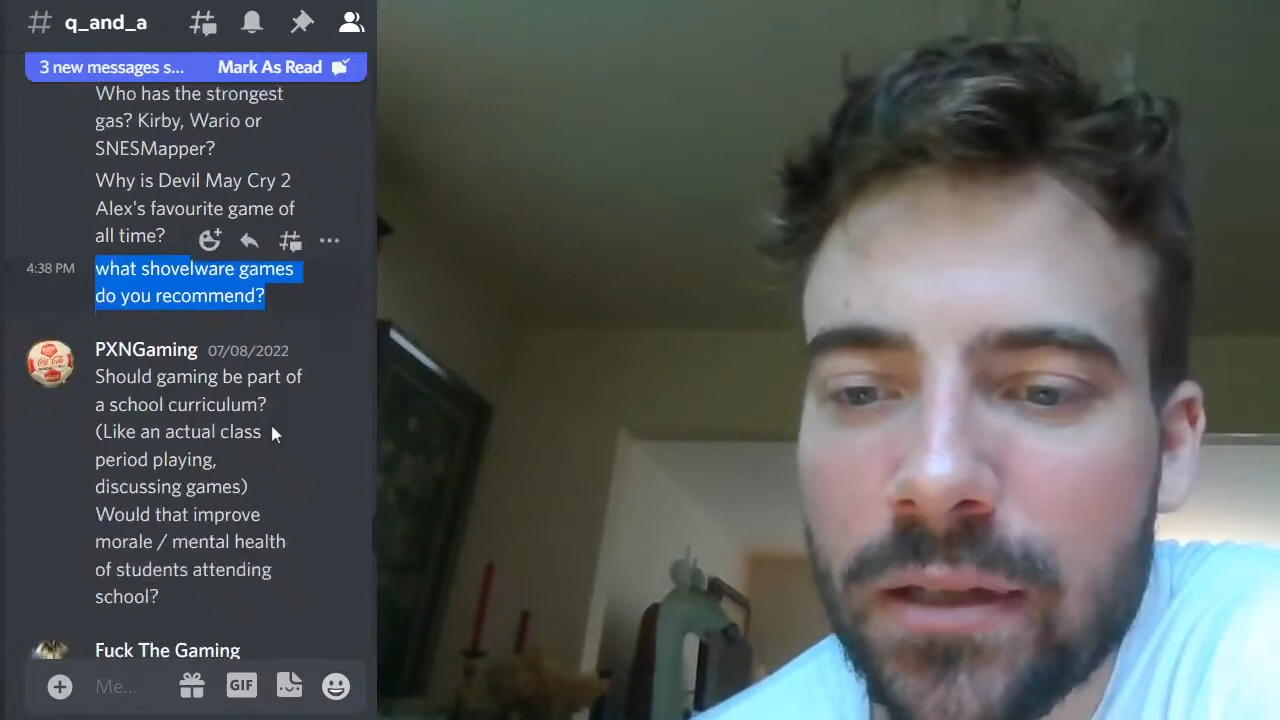 q_and_a
3 new messages s... Mark As Read
Who has the strongest
gas? Kirby, Wario or
SNESMapper?
Why is Devil May Cry 2
Alex's favourite game of
all time?
4:38 PM what shovelware games
do you recommend?
PXNGaming 07/08/2022
Should gaming be part of
a school curriculum?
(Like an actual class
period playing,
discussing games)
Would that improve
morale / mental health
of students attending
school?
Fuck The Gaming
Me... GIF